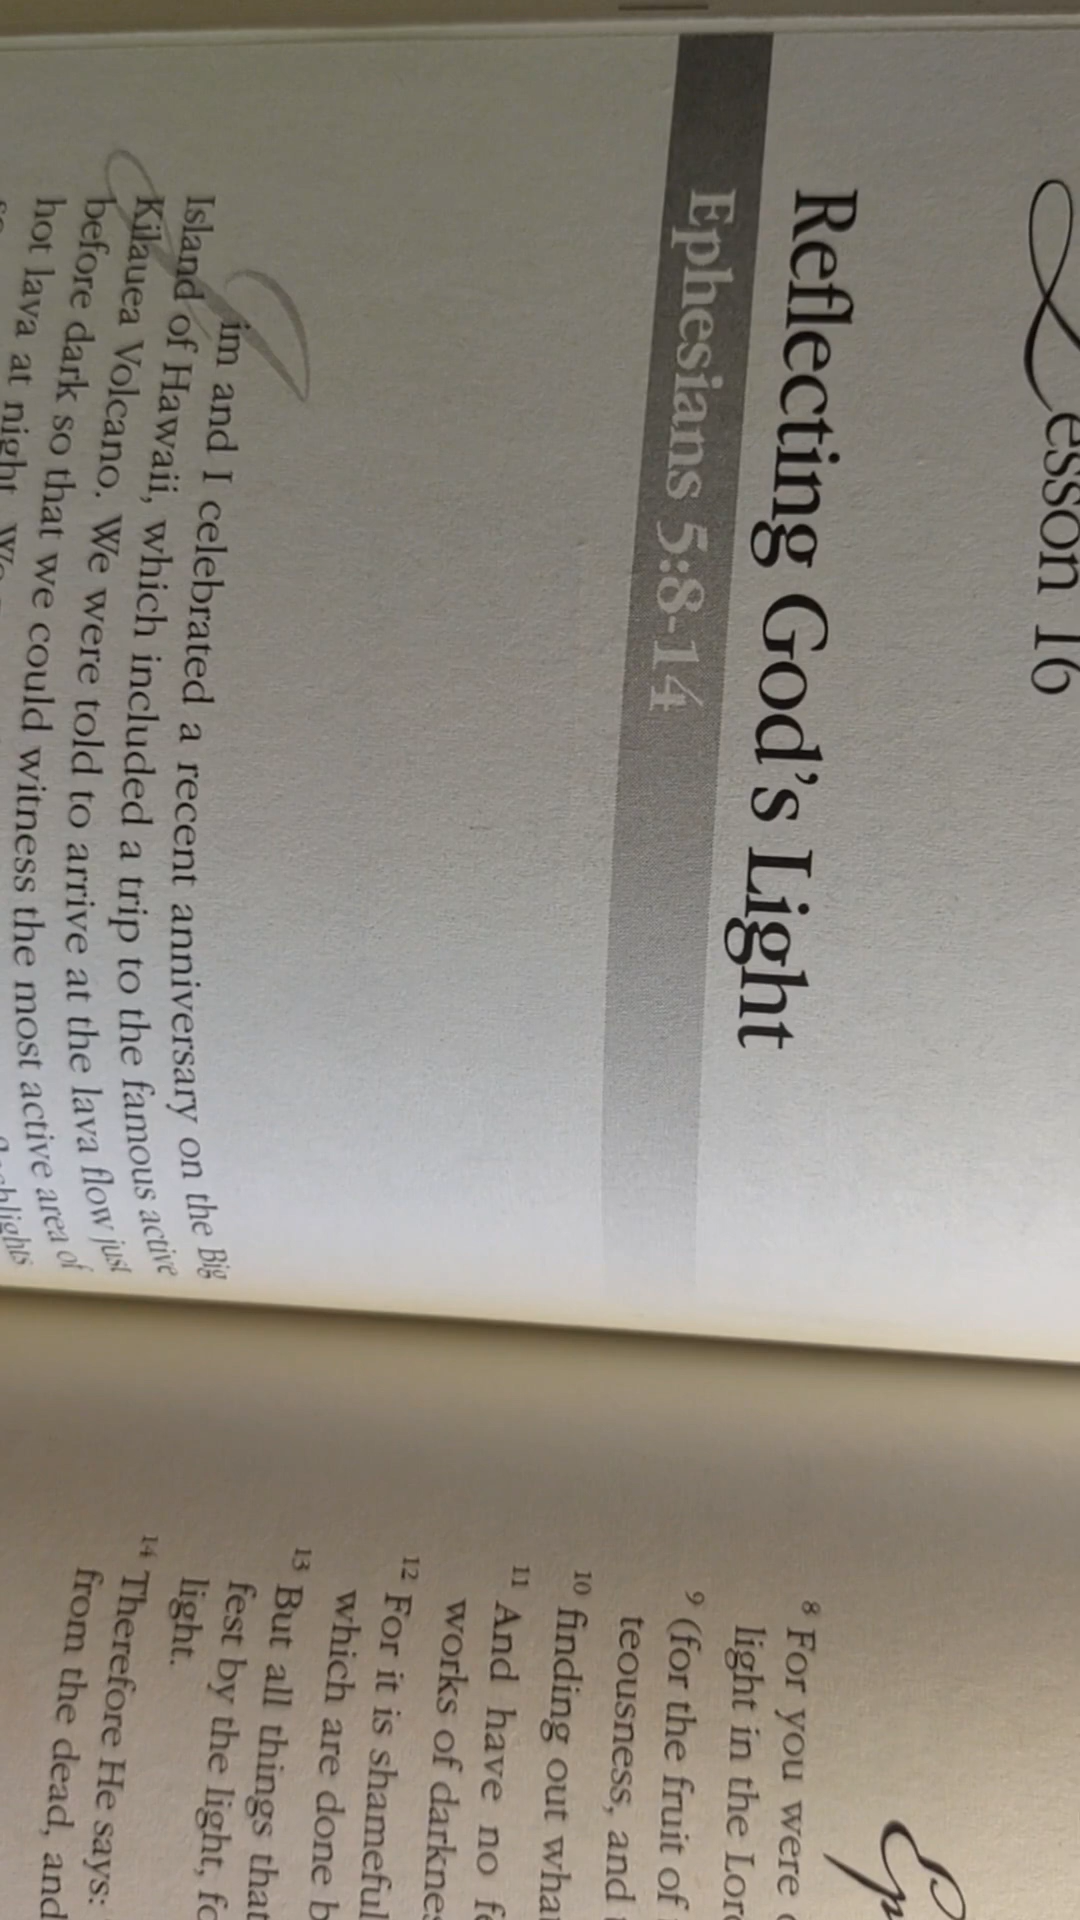 Lesson 16
Reflecting God's Light
Ephesians 5:8-14
Jim and I celebrated a recent anniversary on the Big
Island of Hawaii, which included a trip to the famous active
Kilauea Volcano. We were told to arrive at the lava flow just
before dark so that we could witness the most active area of
hot lava at night. We
8 For you were
light in the Lord
9 (for the fruit of
teousness, and
10 finding out what
11 And have no
works of darkness
12 For it is shameful
which are done
13 But all things that
fest by the light,
light.
14 Therefore He says:
from the dead, and